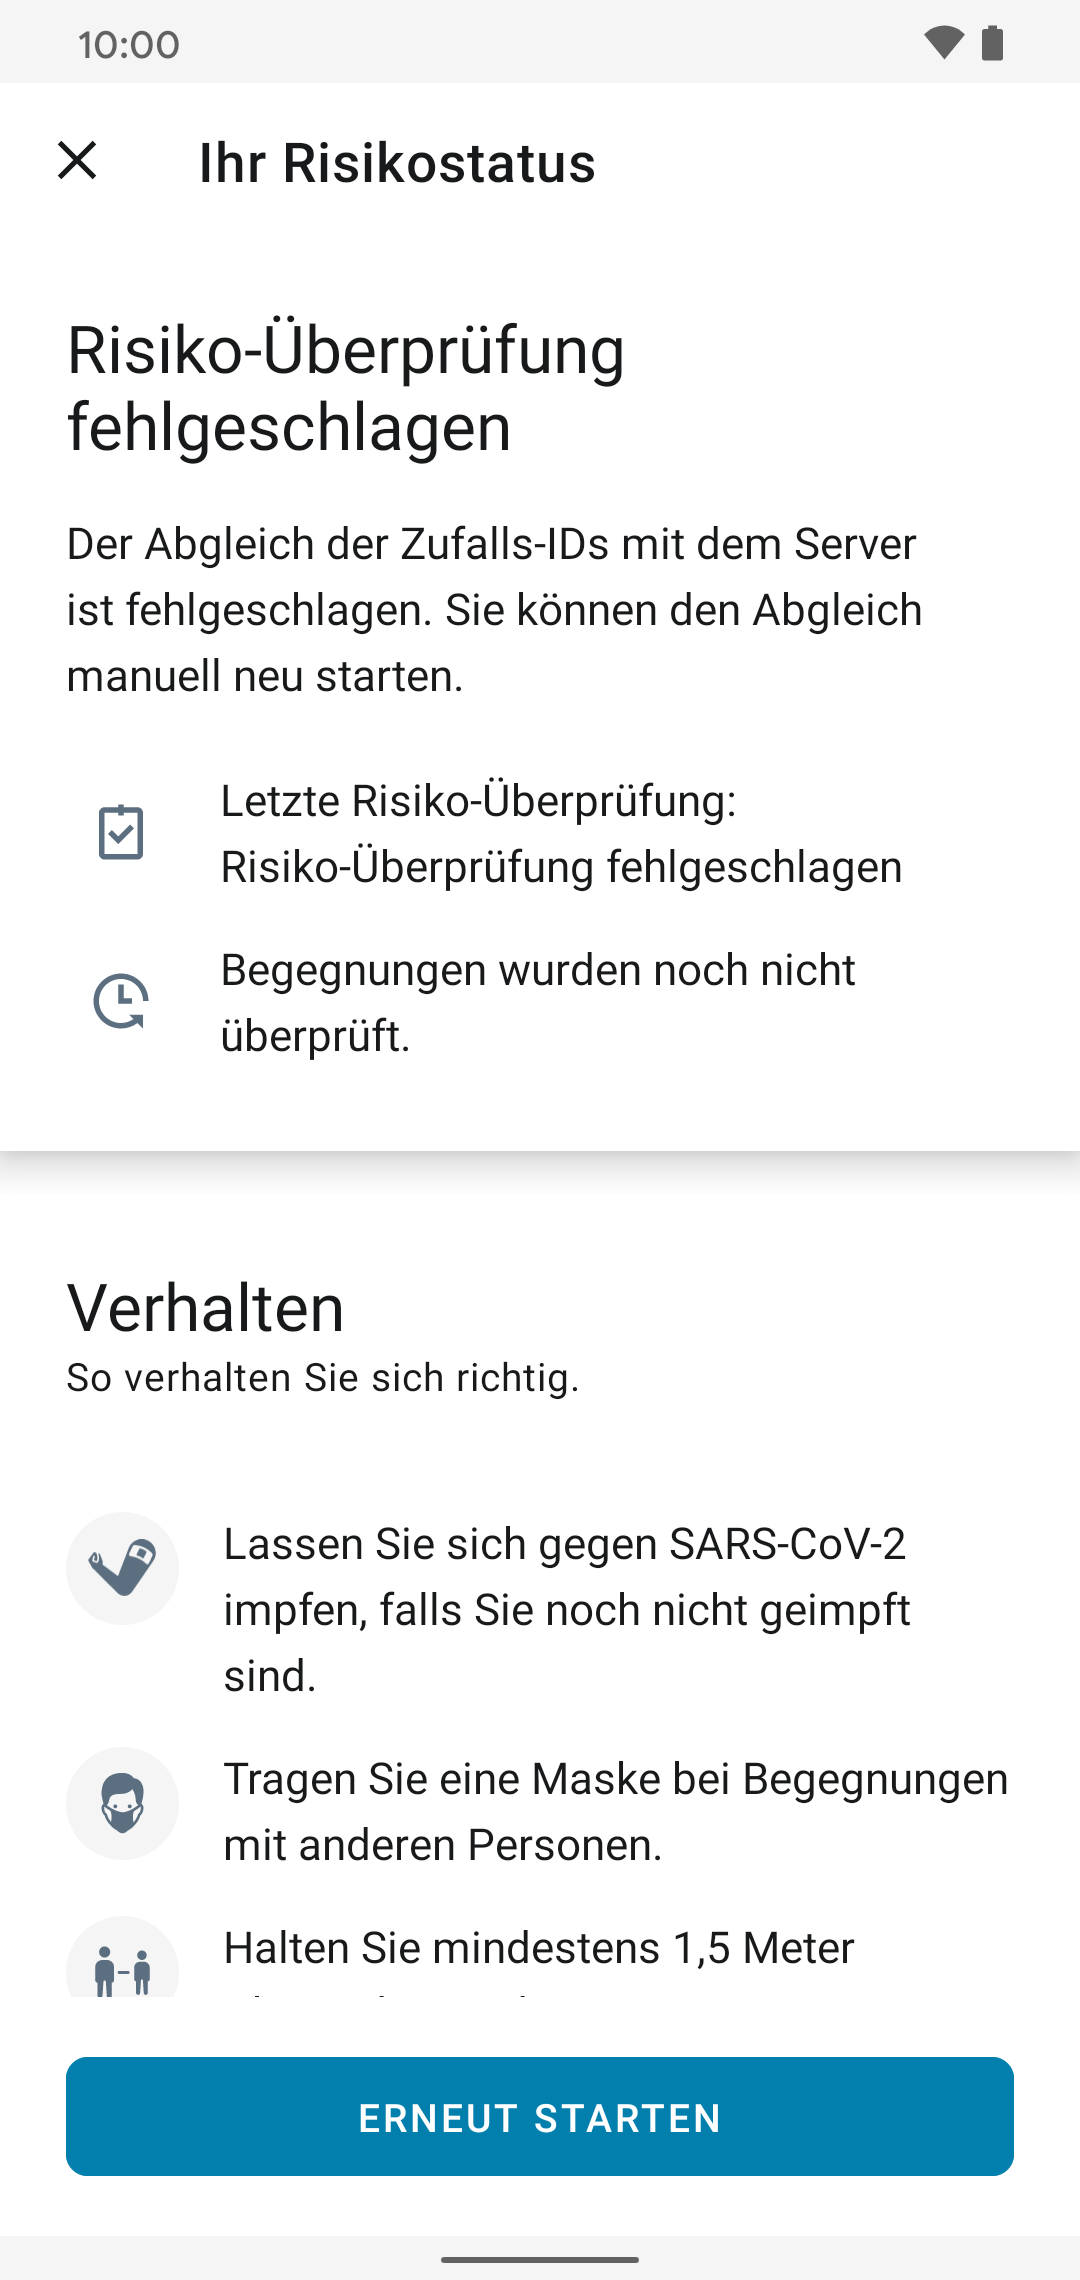 10:00
Ihr Risikostatus
Risiko-Überprüfung
fehlgeschlagen
Der Abgleich der Zufalls-IDs mit dem Server
ist fehlgeschlagen. Sie können den Abgleich
manuell neu starten.
Letzte Risiko-Überprüfung:
Risiko-Überprüfung fehlgeschlagen
Begegnungen wurden noch nicht
überprüft.
Verhalten
So verhalten Sie sich richtig.
Lassen Sie sich gegen SARS-CoV-2
impfen, falls Sie noch nicht geimpft
sind.
Tragen Sie eine Maske bei Begegnungen
mit anderen Personen.
Halten Sie mindestens 1,5 Meter
ERNEUT STARTEN